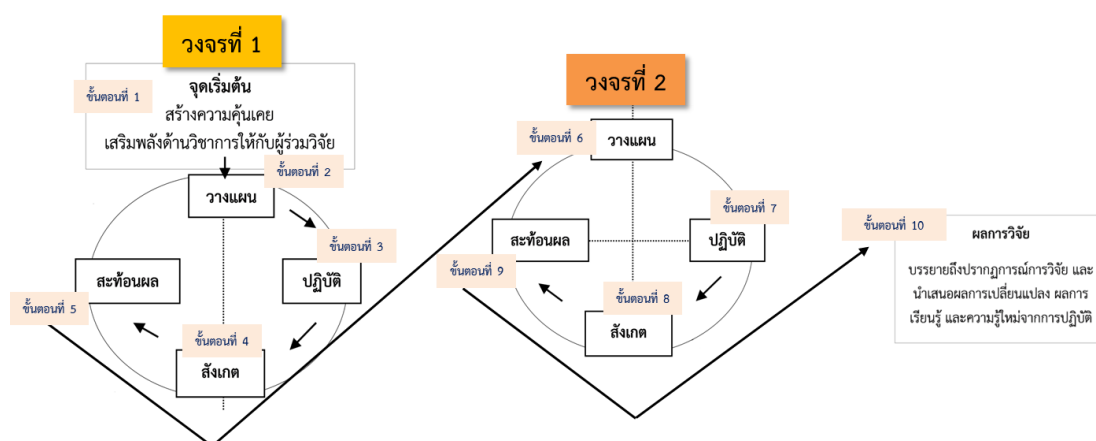 วงจรที่ 1
ขั้นตอนที่ 1
จุดเริ่มต้น
สร้างความคุ้นเคย
เสริมพลังด้านวิชาการให้กับผู้ร่วมวิจัย
ขั้นตอนที่ 2
วางแผน
ขั้นตอนที่ 3
ปฏิบัติ
ขั้นตอนที่ 4
สังเกต
สะท้อนผล
ขั้นตอนที่ 5
วงจรที่ 2
ขั้นตอนที่ 6
วางแผน
ขั้นตอนที่ 7
ปฏิบัติ
ขั้นตอนที่ 8
สังเกต
สะท้อนผล
ขั้นตอนที่ 9
ขั้นตอนที่ 10
ผลการวิจัย
บรรยายถึงปรากฏการณ์การวิจัย และ
นำเสนอผลการเปลี่ยนแปลง ผลการ
เรียนรู้ และความรู้ใหม่จากการปฏิบัติ